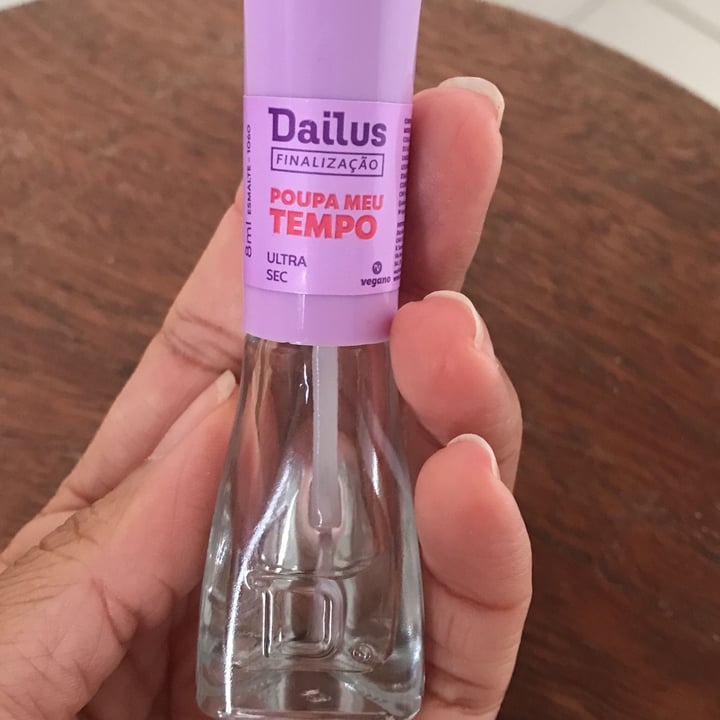 Dailus
FINALIZAÇÃO
POUPA MEU
TEMPO
ULTRA
SEC
vegano
8ml ESMALTE - 1060
D